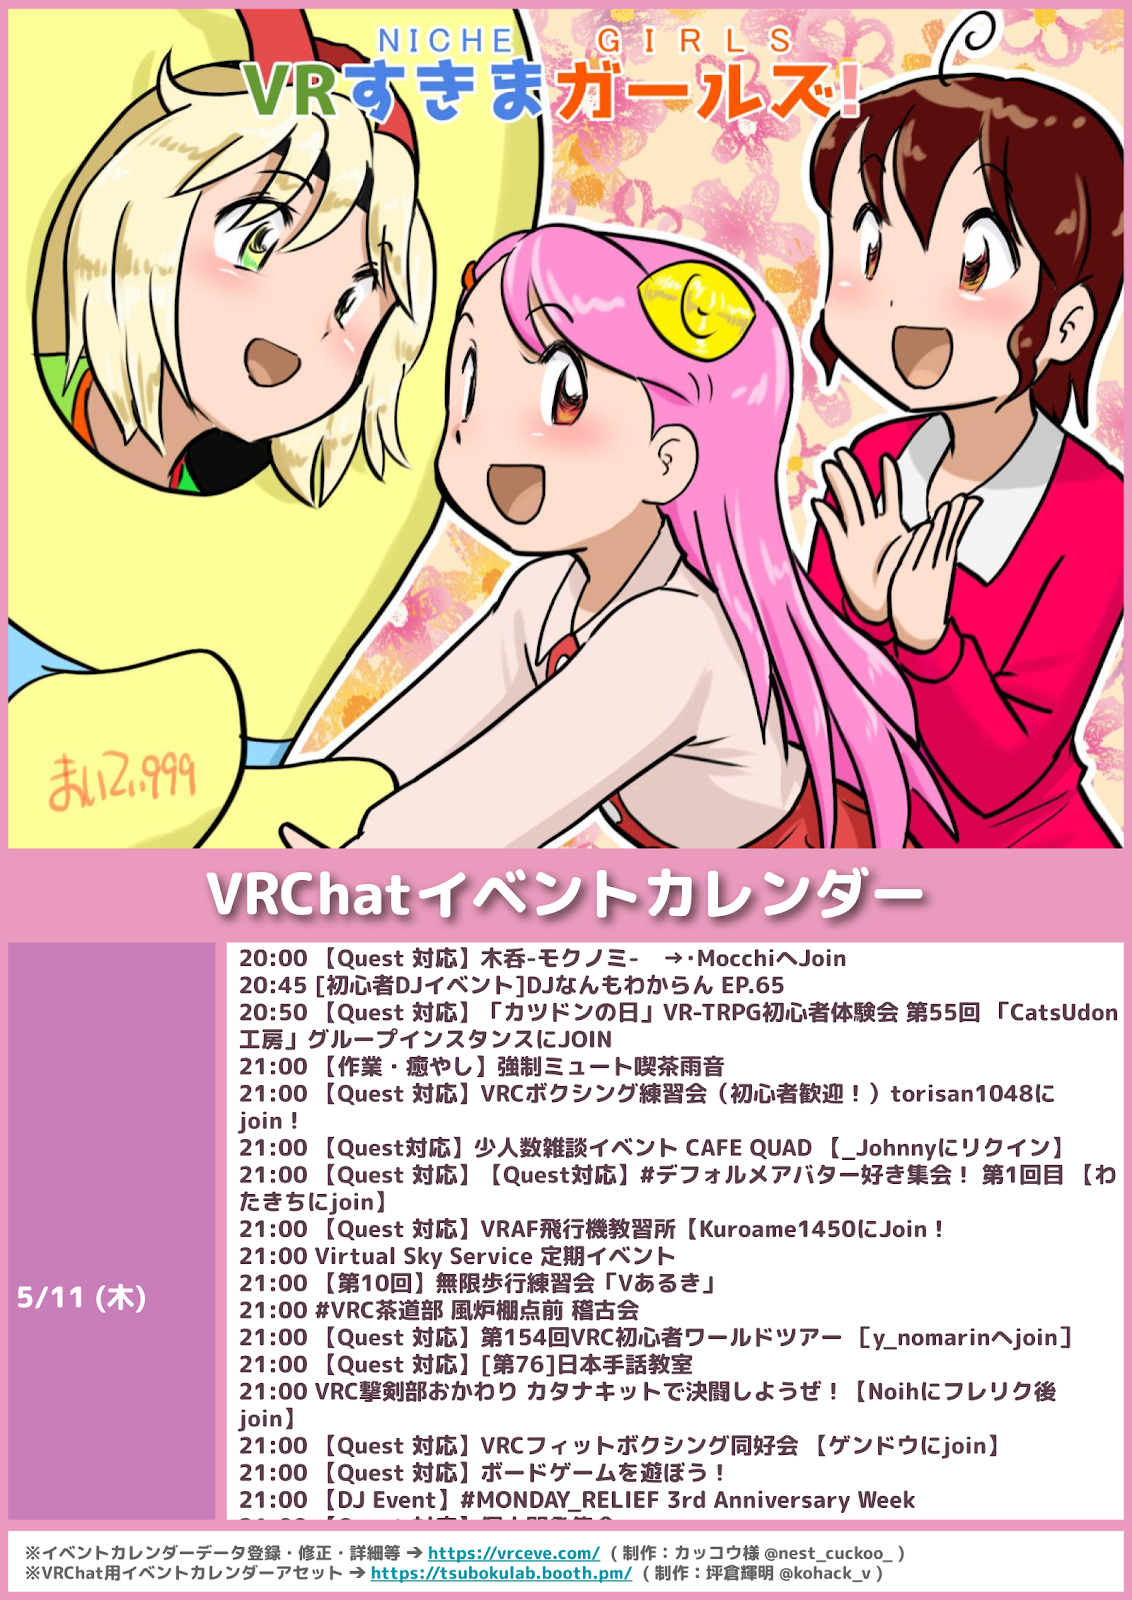 NICHE GIRLS
VRすきまガールズ!
まいてぃ999
VRChatイベントカレンダー
5/11 (木)
20:00 【Quest 対応】木呑-モクノミ-　→･MocchiへJoin
20:45 [初心者DJイベント]DJなんもわからん EP.65
20:50 【Quest 対応】「カツドンの日」VR-TRPG初心者体験会 第55回 「CatsUdon
工房」グループインスタンスにJOIN
21:00 【作業・癒やし】強制ミュート喫茶雨音
21:00 【Quest 対応】VRCボクシング練習会（初心者歓迎！）torisan1048に
join！
21:00 【Quest対応】少人数雑談イベント CAFE QUAD 【_Johnnyにリクイン】
21:00 【Quest 対応】【Quest対応】#デフォルメアバター好き集会！ 第1回目 【わ
たきちにjoin】
21:00 【Quest 対応】VRAF飛行機教習所【Kuroame1450にJoin！
21:00 Virtual Sky Service 定期イベント
21:00 【第10回】無限歩行練習会「Vあるき」
21:00 #VRC茶道部 風炉棚点前 稽古会
21:00 【Quest 対応】第154回VRC初心者ワールドツアー ［y_nomarinへjoin］
21:00 【Quest 対応】[第76]日本手話教室
21:00 VRC撃剣部おかわり カタナキットで決闘しようぜ！【Noihにフレリク後
join】
21:00 【Quest 対応】VRCフィットボクシング同好会 【ゲンドウにjoin】
21:00 【Quest 対応】ボードゲームを遊ぼう！
21:00 【DJ Event】#MONDAY_RELIEF 3rd Anniversary Week
※イベントカレンダーデータ登録・修正・詳細等 ➔ https://vrceve.com/ ( 制作：カッコウ様 @nest_cuckoo_ )
※VRChat用イベントカレンダーアセット ➔ https://tsubokulab.booth.pm/ ( 制作：坪倉輝明 @kohack_v )